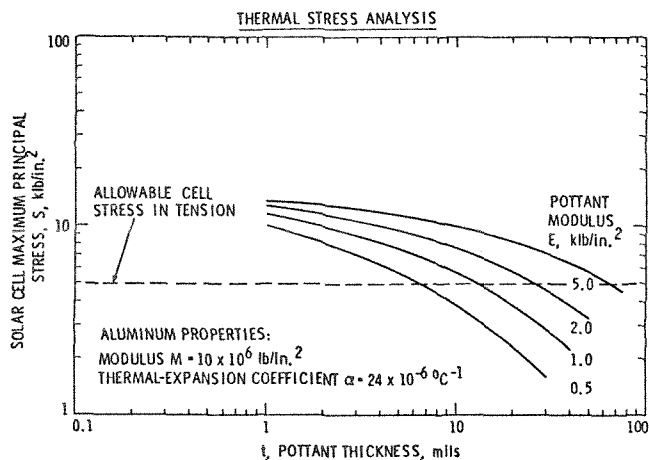 THERMAL STRESS ANALYSIS
SOLAR CELL MAXIMUM PRINCIPAL
STRESS, S, klb/in.2
100
10
1
ALLOWABLE CELL
STRESS IN TENSION
POTTANT
MODULUS
E, klb/in.2
5.0
2.0
1.0
0.5
ALUMINUM PROPERTIES:
MODULUS M = 10 x 10^6 lb/in.2
THERMAL-EXPANSION COEFFICIENT α = 24 x 10^-6 °C^-1
0.1
1
10
100
t, POTTANT THICKNESS, mils